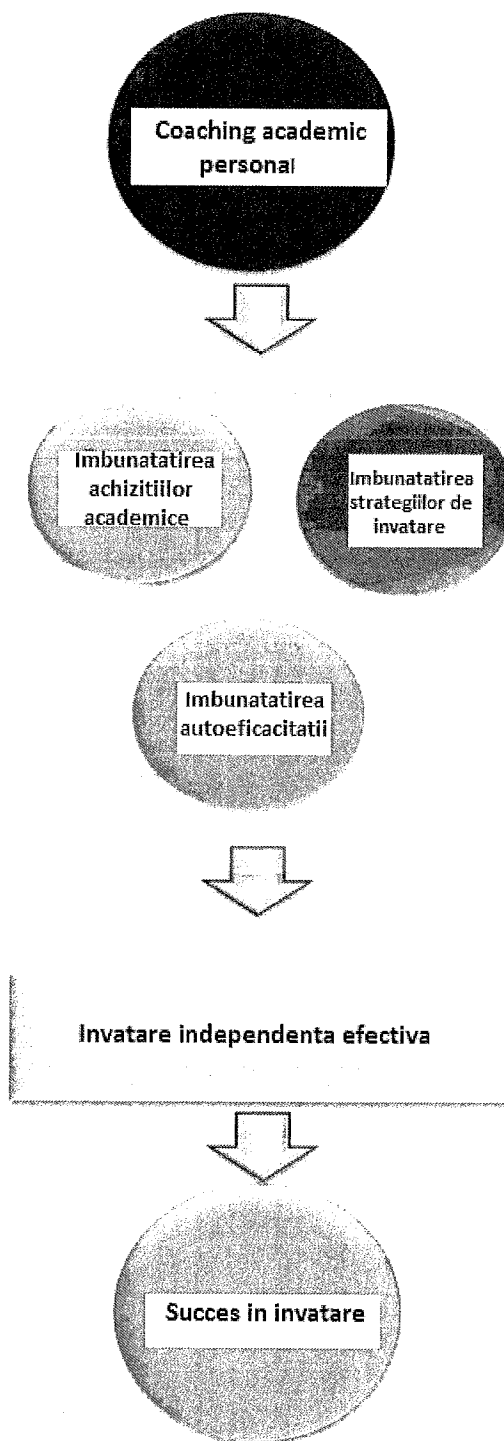 Coaching academic
personal
Imbunatatirea
achizitiilor
academice
Imbunatatirea
strategiilor de
invatare
Imbunatatirea
autoeficacitatii
Invatare independenta efectiva
Succes in invatare